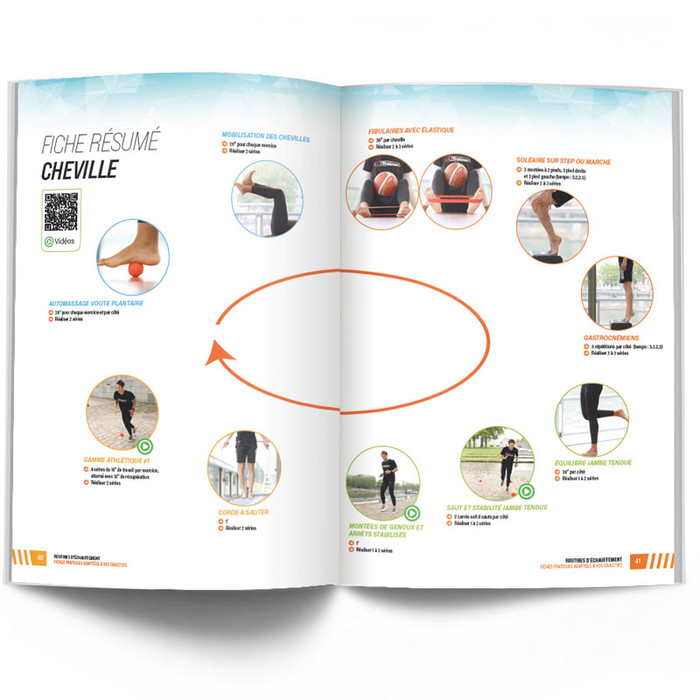 FICHE RÉSUMÉ
CHEVILLE
Vidéos
AUTOMASSAGE VOUTE PLANTAIRE
20" pour chaque exercice et par côté
Réaliser 2 séries
MOBILISATION DES CHEVILLES
20" pour chaque exercice
Réaliser 2 séries
FIBULAIRES AVEC ÉLASTIQUE
30" par cheville
Réaliser 2 à 3 séries
SOLÉAIRE SUR STEP OU MARCHE
3 montées à 2 pieds, 3 pied droits
et 3 pied gauche (tempo : 3.2.2.3)
Réaliser 2 à 3 séries
GASTROCNÉMIENS
5 répétitions par côté (tempo : 3.2.2.3)
Réaliser 2 à 3 séries
ÉQUILIBRE JAMBE TENDUE
30" par côté
Réaliser 1 à 2 séries
SAUT ET STABILITÉ JAMBE TENDUE
2 carrés soit 8 sauts par côté
Réaliser 1 à 2 séries
MONTÉES DE GENOUX ET
ARRÊTS STABILISÉS
1'
Réaliser 1 à 2 séries
CORDE À SAUTER
1'
Réaliser 2 séries
GAMME ATHLÉTIQUE #1
4 séries de 15" de travail par exercice,
alterné avec 15" de récupération
Réaliser 2 séries
40
ROUTINES D'ÉCHAUFFEMENT
FICHES PRATIQUES ADAPTÉES À VOS OBJECTIFS
ROUTINES D'ÉCHAUFFEMENT
FICHES PRATIQUES ADAPTÉES À VOS OBJECTIFS
41